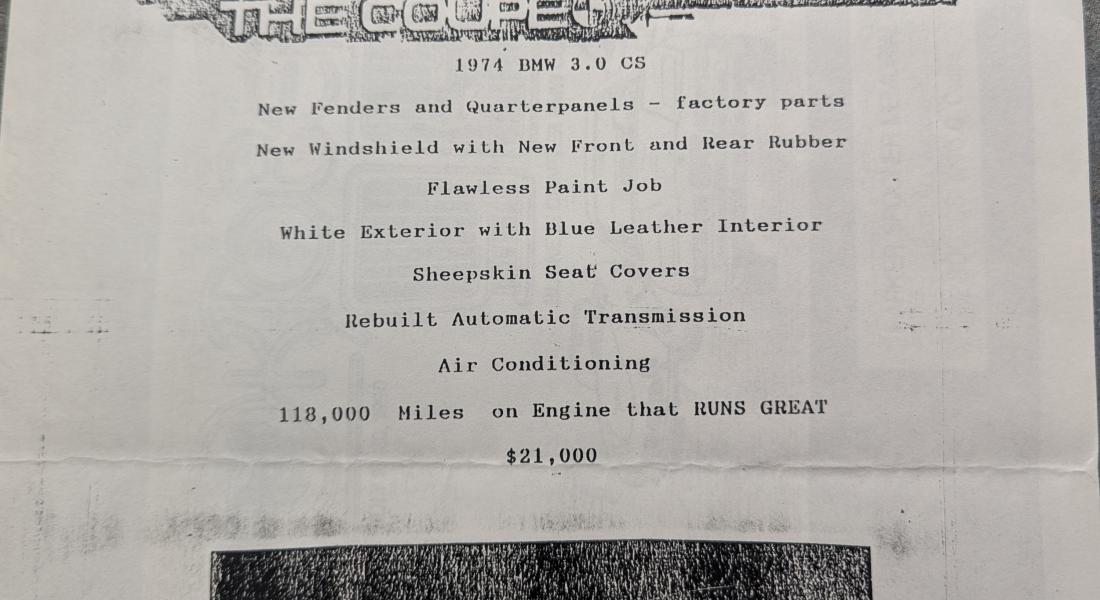 THE COUPE
1974 BMW 3.0 CS
New Fenders and Quarterpanels - factory parts
New Windshield with New Front and Rear Rubber
Flawless Paint Job
White Exterior with Blue Leather Interior
Sheepskin Seat Covers
Rebuilt Automatic Transmission
Air Conditioning
118,000 Miles on Engine that RUNS GREAT
$21,000